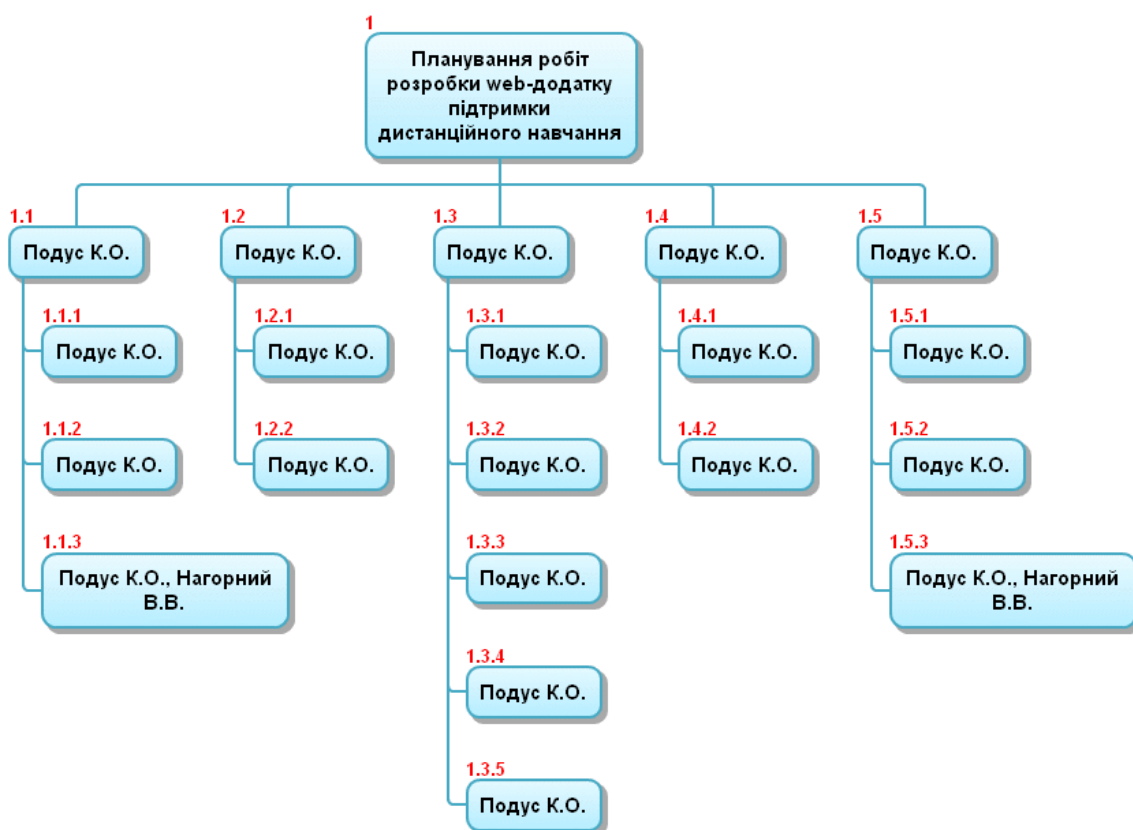 1
Планування робіт
розробки web-додатку
підтримки
дистанційного навчання
1.1
Подус К.О.
1.2
Подус К.О.
1.3
Подус К.О.
1.4
Подус К.О.
1.5
Подус К.О.
1.1.1
Подус К.О.
1.2.1
Подус К.О.
1.3.1
Подус К.О.
1.4.1
Подус К.О.
1.5.1
Подус К.О.
1.1.2
Подус К.О.
1.2.2
Подус К.О.
1.3.2
Подус К.О.
1.4.2
Подус К.О.
1.5.2
Подус К.О.
1.1.3
Подус К.О., Нагорний
В.В.
1.3.3
Подус К.О.
1.5.3
Подус К.О., Нагорний
В.В.
1.3.4
Подус К.О.
1.3.5
Подус К.О.